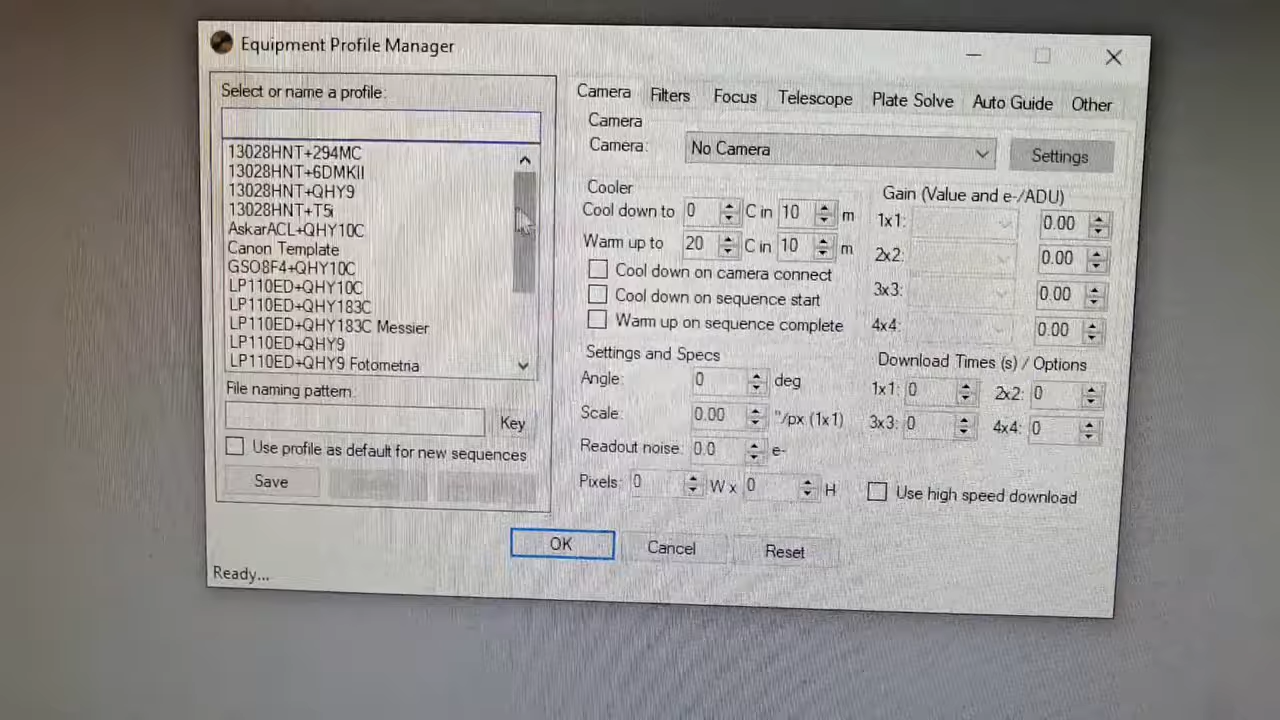 Equipment Profile Manager
Select or name a profile:
13028HNT+294MC
13028HNT+6DMKII
13028HNT+QHY9
13028HNT+T5i
AskarACL+QHY10C
Canon Template
GSO8F4+QHY10C
LP110ED+QHY10C
LP110ED+QHY183C
LP110ED+QHY183C Messier
LP110ED+QHY9
LP110ED+QHY9 Fotometria
File naming pattern:
Key
Use profile as default for new sequences
Save
Camera Filters Focus Telescope Plate Solve Auto Guide Other
Camera
Camera: No Camera Settings
Cooler
Cool down to 0 C in 10 m
Warm up to 20 C in 10 m
Cool down on camera connect
Cool down on sequence start
Warm up on sequence complete
Gain (Value and e-/ADU)
1x1: 0.00
2x2: 0.00
3x3: 0.00
4x4: 0.00
Settings and Specs
Angle: 0 deg
Scale: 0.00 "/px (1x1)
Readout noise: 0.0 e-
Pixels: 0 W x 0 H
Download Times (s) / Options
1x1: 0 2x2: 0
3x3: 0 4x4: 0
Use high speed download
OK Cancel Reset
Ready...